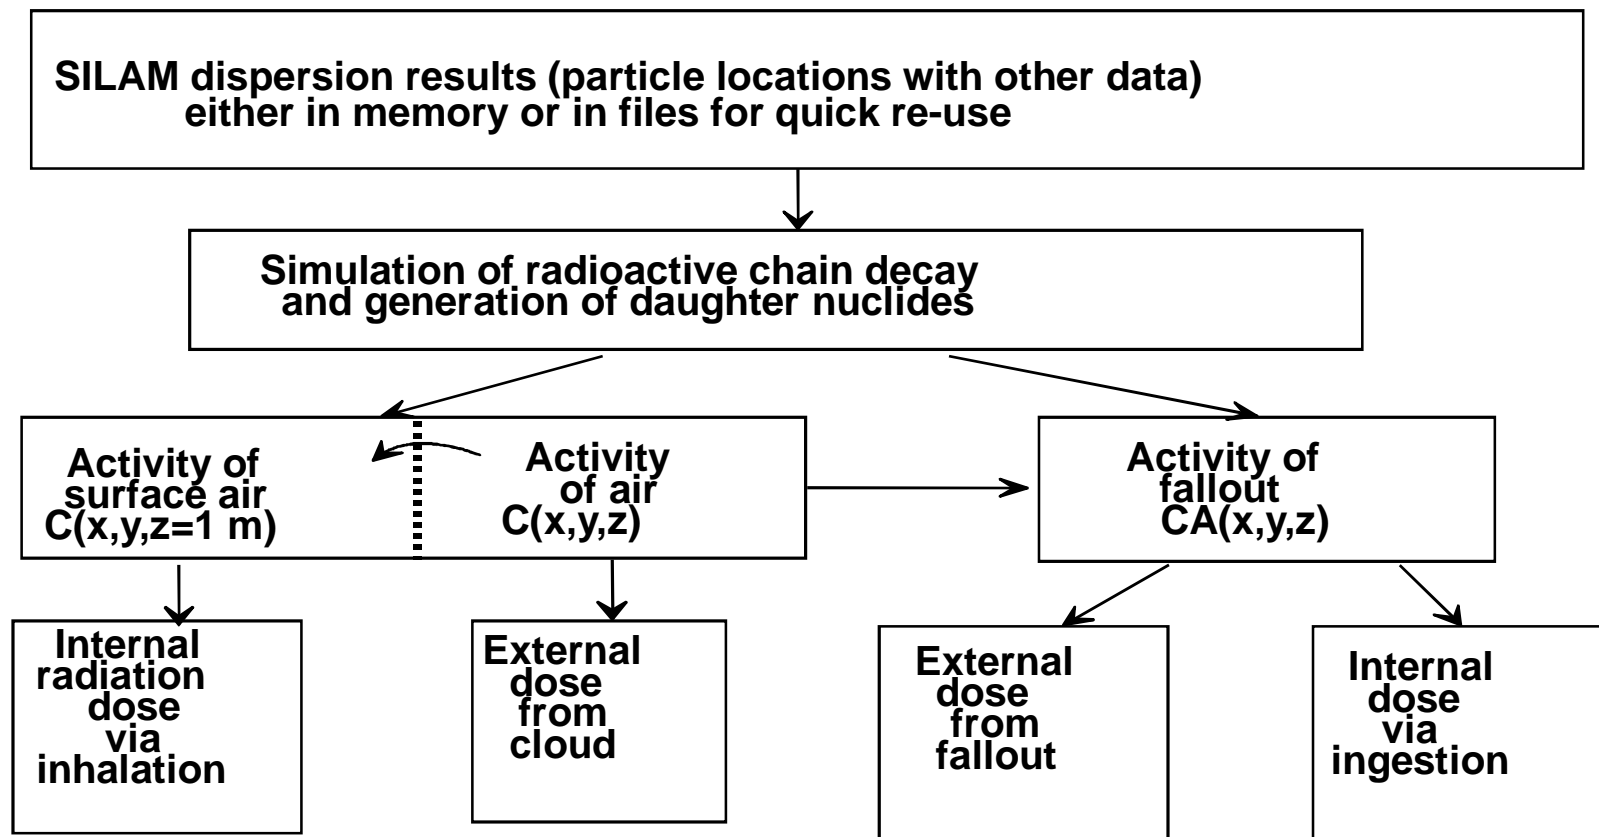 SILAM dispersion results (particle locations with other data)
either in memory or in files for quick re-use
Simulation of radioactive chain decay
and generation of daughter nuclides
Activity of
surface air
C(x,y,z=1 m)
Activity
of air
C(x,y,z)
Activity of
fallout
CA(x,y,z)
Internal
radiation
dose
via
inhalation
External
dose
from
cloud
External
dose
from
fallout
Internal
dose
via
ingestion